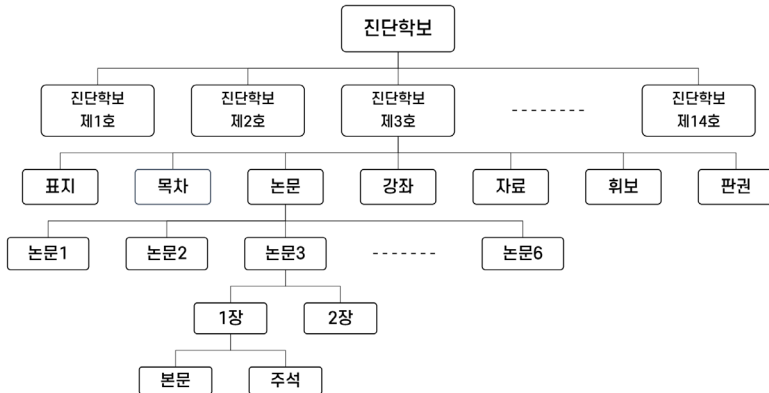 진단학보
진단학보
제1호
진단학보
제2호
진단학보
제3호
진단학보
제14호
표지
목차
논문
강좌
자료
휘보
판권
논문1
논문2
논문3
논문6
1장
2장
본문
주석